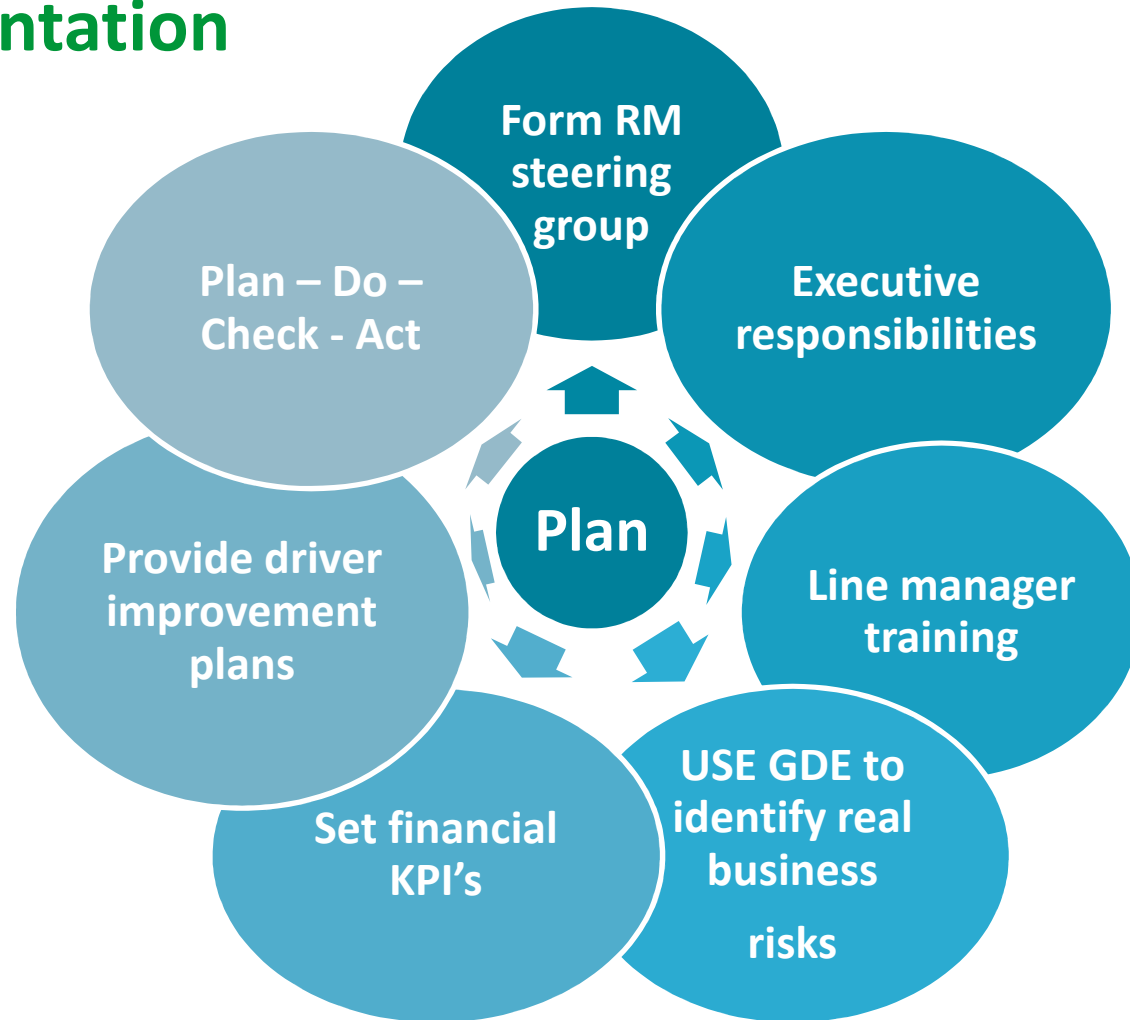 ntation
Form RM
steering
group
Executive
responsibilities
Line manager
training
USE GDE to
identify real
business
risks
Set financial
KPI’s
Provide driver
improvement
plans
Plan – Do –
Check - Act
Plan